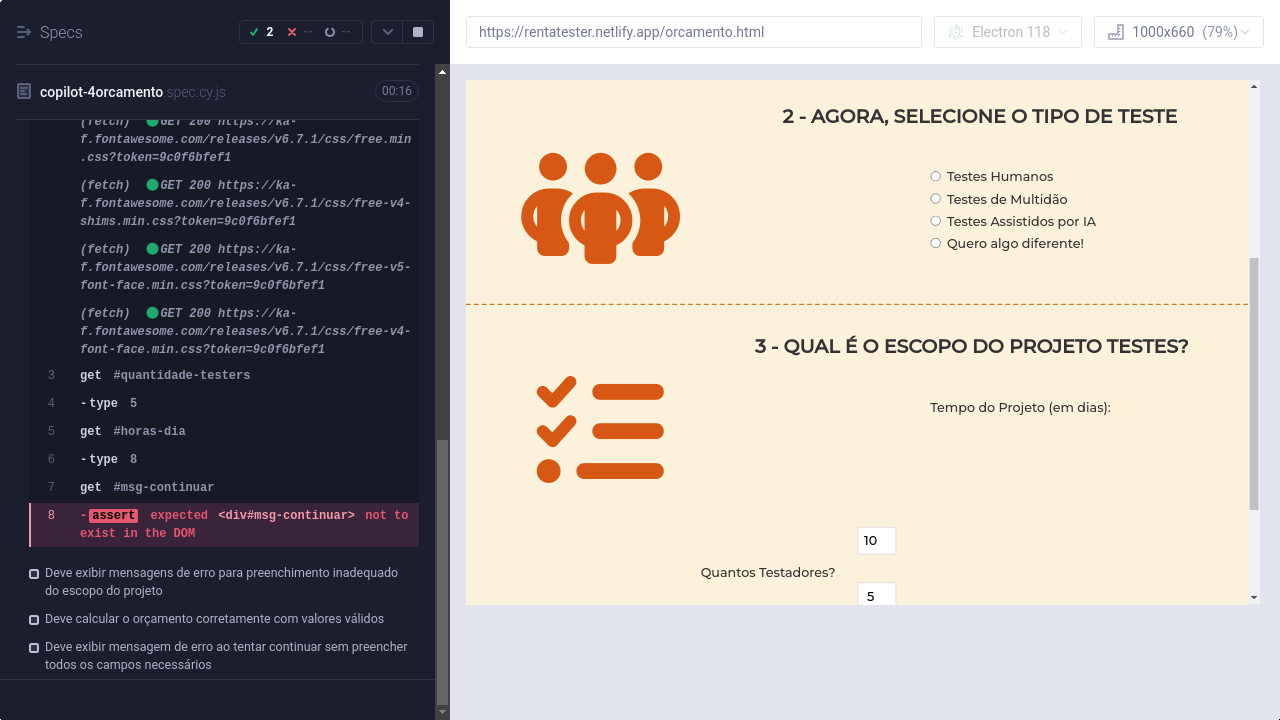 Specs
2
--
--
copilot-4orcamento.spec.cy.js
00:16
(fetch) GET 200 https://ka-
f.fontawesome.com/releases/v6.7.1/css/free.min
.css?token=9c0f6bfef1
(fetch) GET 200 https://ka-
f.fontawesome.com/releases/v6.7.1/css/free-v4-
shims.min.css?token=9c0f6bfef1
(fetch) GET 200 https://ka-
f.fontawesome.com/releases/v6.7.1/css/free-v5-
font-face.min.css?token=9c0f6bfef1
(fetch) GET 200 https://ka-
f.fontawesome.com/releases/v6.7.1/css/free-v4-
font-face.min.css?token=9c0f6bfef1
3 get #quantidade-testers
4 -type 5
5 get #horas-dia
6 -type 8
7 get #msg-continuar
8 -assert expected <div#msg-continuar> not to
exist in the DOM
Deve exibir mensagens de erro para preenchimento inadequado
do escopo do projeto
Deve calcular o orçamento corretamente com valores válidos
Deve exibir mensagem de erro ao tentar continuar sem preencher
todos os campos necessários
https://rentatester.netlify.app/orcamento.html
Electron 118
1000x660 (79%)
2 - AGORA, SELECIONE O TIPO DE TESTE
Testes Humanos
Testes de Multidão
Testes Assistidos por IA
Quero algo diferente!
3 - QUAL É O ESCOPO DO PROJETO TESTES?
Tempo do Projeto (em dias):
10
Quantos Testadores?
5